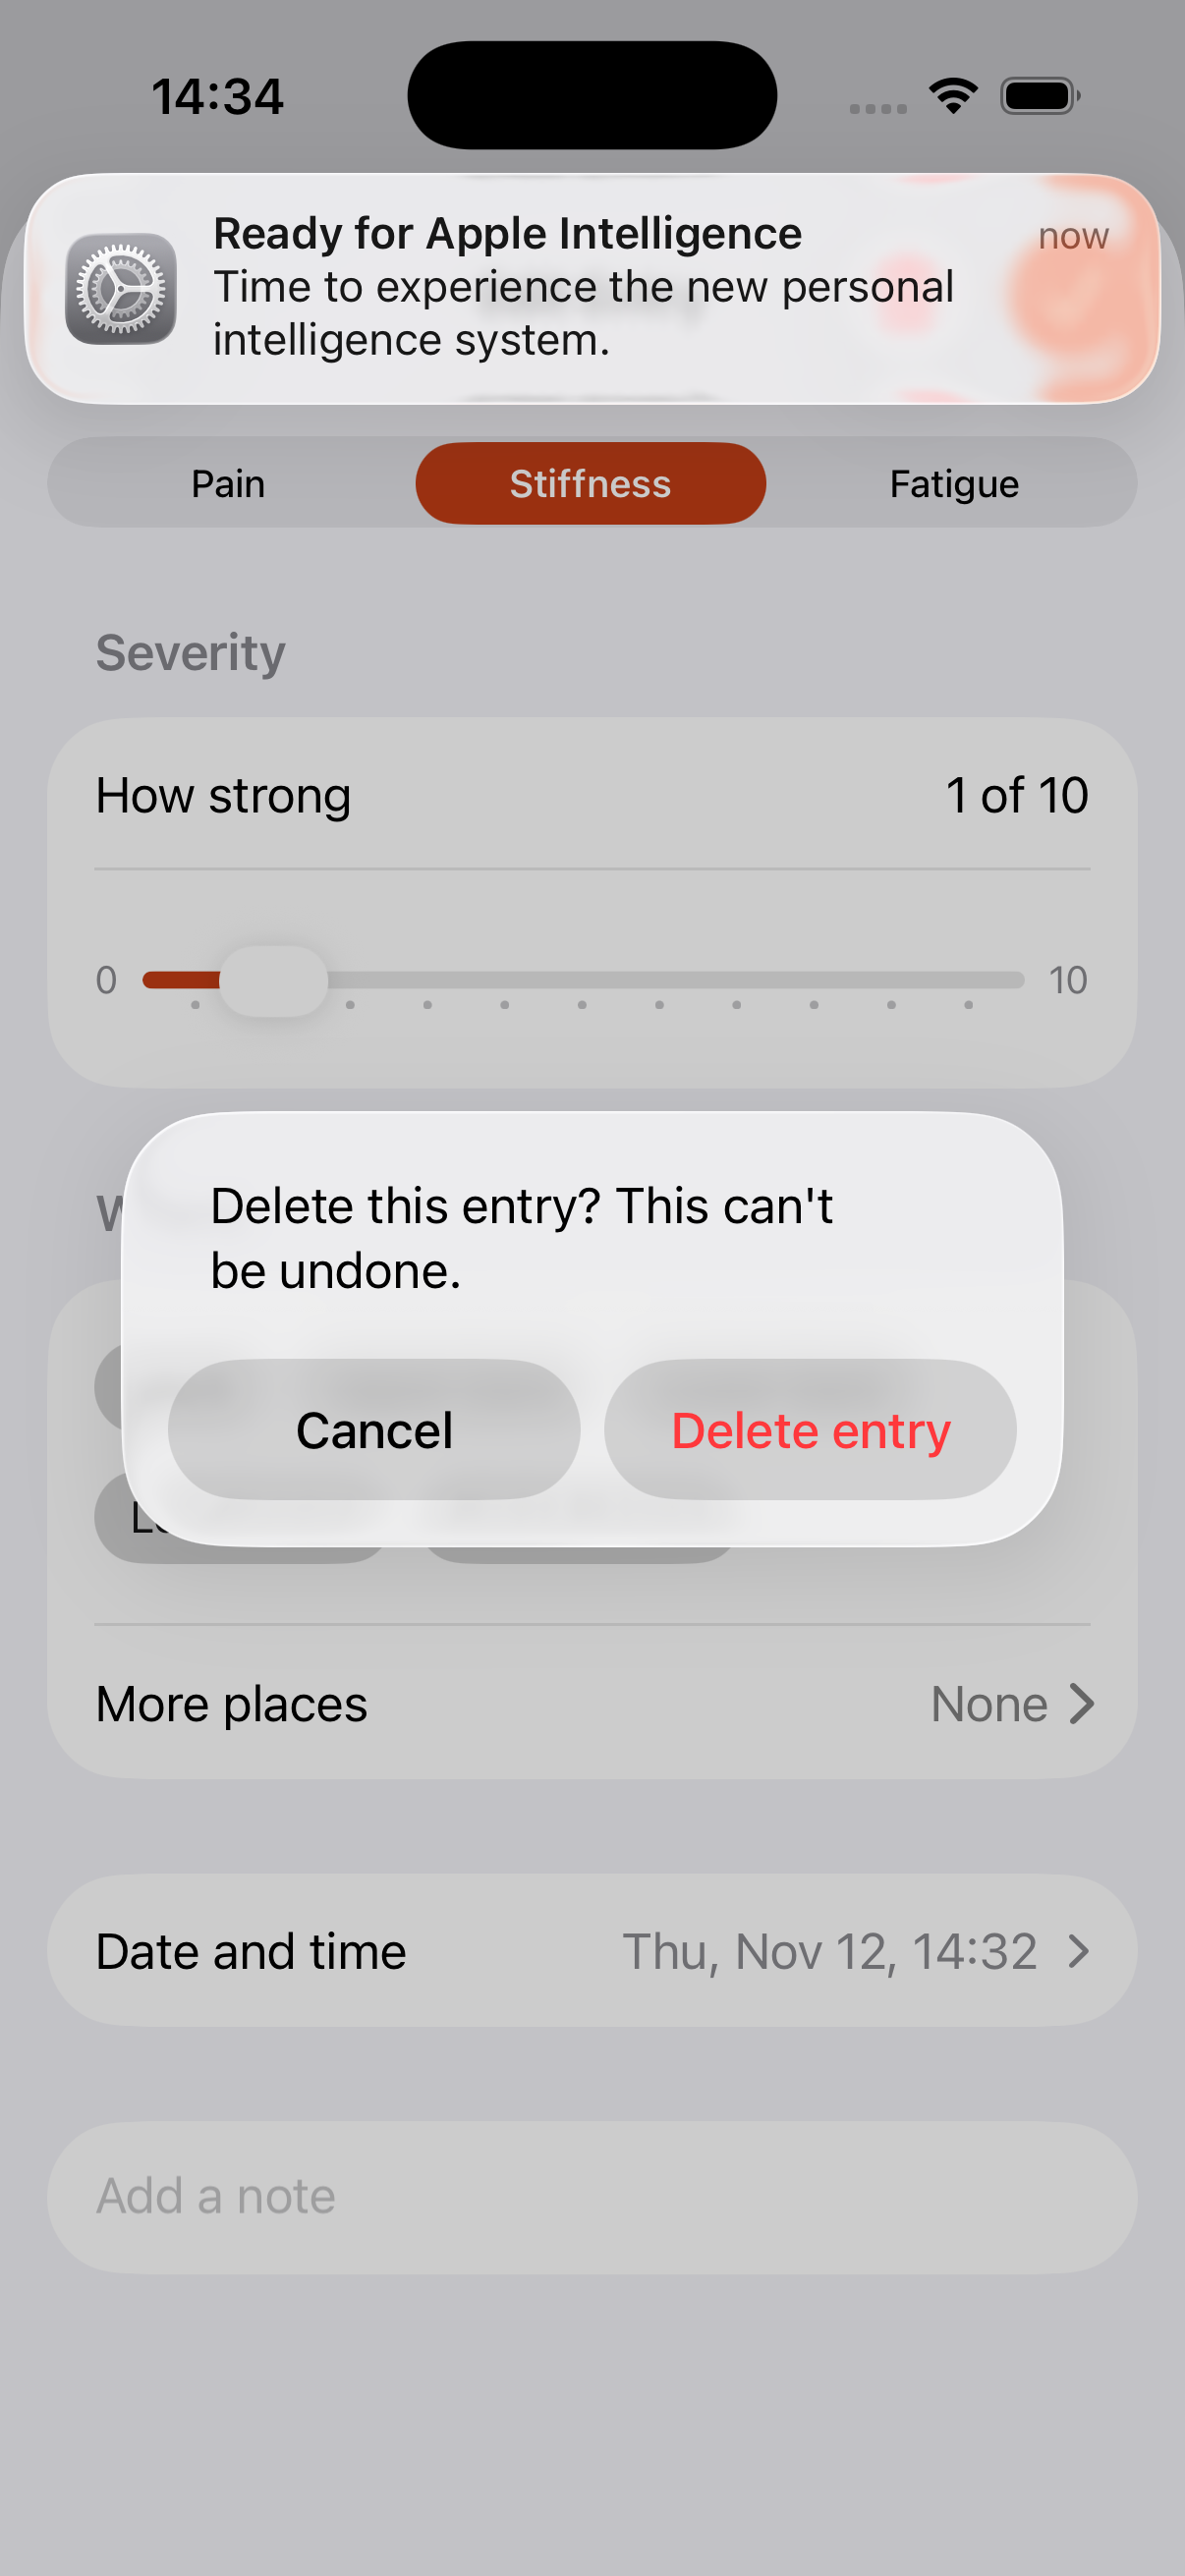 14:34
Ready for Apple Intelligence
now
Time to experience the new personal
intelligence system.
Pain
Stiffness
Fatigue
Severity
How strong
1 of 10
0
10
Delete this entry? This can't
be undone.
Cancel
Delete entry
More places
None
Date and time
Thu, Nov 12, 14:32
Add a note